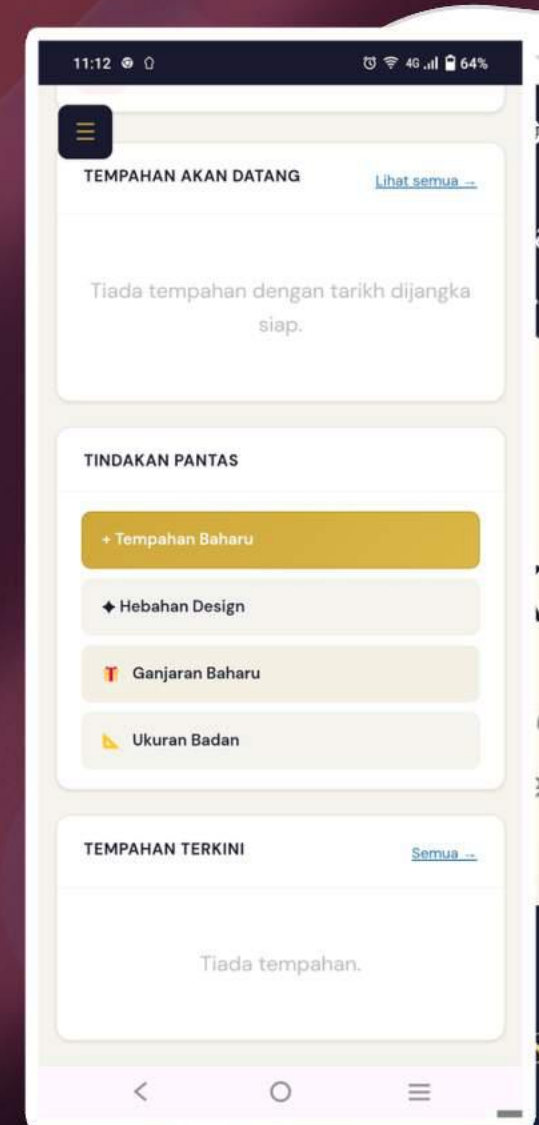 11:12
4G 64%
TEMPAHAN AKAN DATANG
Lihat semua →
Tiada tempahan dengan tarikh dijangka
siap.
TINDAKAN PANTAS
+ Tempahan Baharu
✦ Hebahan Design
Ganjaran Baharu
Ukuran Badan
TEMPAHAN TERKINI
Semua →
Tiada tempahan.